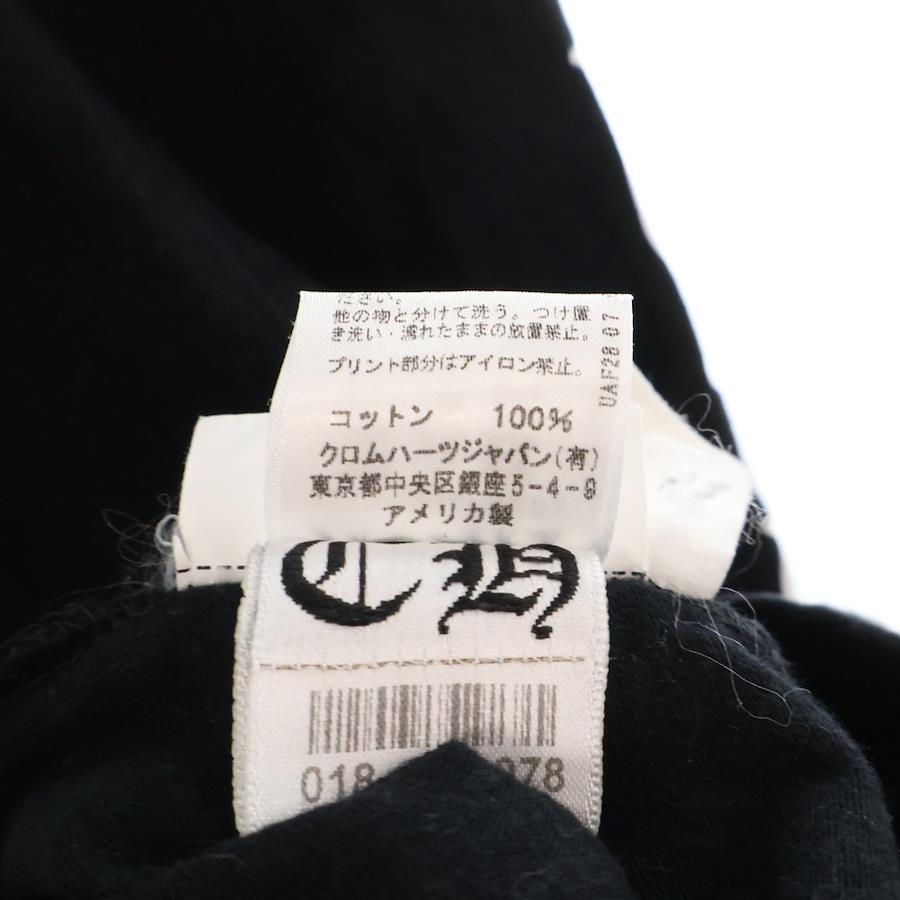 ださい。
他の物と分けて洗う。つけ置
き洗い・濡れたままの放置禁止。
プリント部分はアイロン禁止。
コットン 100%
クロムハーツジャパン(有)
東京都中央区銀座5-4-9
アメリカ製
UAF28 07
CH
018
978